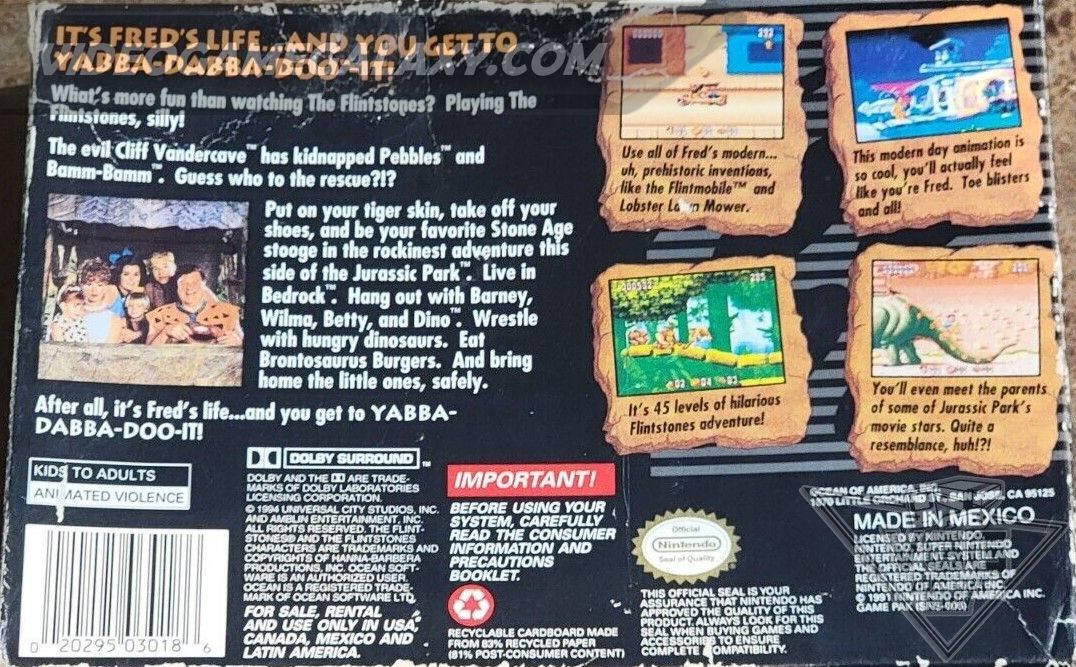 VIDEOGAMEGALAXY.COM
IT'S FRED'S LIFE...AND YOU GET TO
YABBA-DABBA-DOO-IT!
What's more fun than watching The Flintstones? Playing The
Flintstones, silly!
The evil Cliff Vandercave™ has kidnapped Pebbles™ and
Bamm-Bamm™. Guess who to the rescue?!?
Put on your tiger skin, take off your
shoes, and be your favorite Stone Age
stooge in the rockinest adventure this
side of the Jurassic Park™. Live in
Bedrock™. Hang out with Barney,
Wilma, Betty, and Dino™. Wrestle
with hungry dinosaurs. Eat
Brontosaurus Burgers. And bring
home the little ones, safely.
After all, it's Fred's life...and you get to YABBA-
DABBA-DOO-IT!
Use all of Fred's modern...
uh, prehistoric inventions,
like the Flintmobile™ and
Lobster Lawn Mower.
This modern day animation is
so cool, you'll actually feel
like you're Fred. Toe blisters
and all!
It's 45 levels of hilarious
Flintstones adventure!
You'll even meet the parents
of some of Jurassic Park's
movie stars. Quite a
resemblance, huh!?!
KIDS TO ADULTS
ANIMATED VIOLENCE
0 20295 03018 6
DOLBY SURROUND™
DOLBY AND THE DD ARE TRADE-
MARKS OF DOLBY LABORATORIES
LICENSING CORPORATION.
© 1994 UNIVERSAL CITY STUDIOS, INC.
AND AMBLIN ENTERTAINMENT, INC.
ALL RIGHTS RESERVED. THE FLINT-
STONES® AND THE FLINTSTONES
CHARACTERS ARE TRADEMARKS AND
COPYRIGHTS OF HANNA-BARBERA
PRODUCTIONS, INC. OCEAN SOFT-
WARE IS AN AUTHORIZED USER.
OCEAN IS A REGISTERED TRADE-
MARK OF OCEAN SOFTWARE LTD.
FOR SALE, RENTAL
AND USE ONLY IN USA,
CANADA, MEXICO AND
LATIN AMERICA.
IMPORTANT!
BEFORE USING YOUR
SYSTEM, CAREFULLY
READ THE CONSUMER
INFORMATION AND
PRECAUTIONS
BOOKLET.
RECYCLABLE CARDBOARD MADE
FROM 83% RECYCLED PAPER
(81% POST-CONSUMER CONTENT)
Official
Nintendo
Seal of Quality
THIS OFFICIAL SEAL IS YOUR
ASSURANCE THAT NINTENDO HAS
APPROVED THE QUALITY OF THIS
PRODUCT. ALWAYS LOOK FOR THIS
SEAL WHEN BUYING GAMES AND
ACCESSORIES TO ENSURE
COMPLETE COMPATIBILITY.
OCEAN OF AMERICA, INC.
1870 LITTLE ORCHARD ST. SAN JOSE, CA 95125
MADE IN MEXICO
LICENSED BY NINTENDO.
NINTENDO, SUPER NINTENDO
ENTERTAINMENT SYSTEM AND
THE OFFICIAL SEALS ARE
REGISTERED TRADEMARKS OF
NINTENDO OF AMERICA INC.
© 1991 NINTENDO OF AMERICA INC.
GAME PAK (SNS-006)